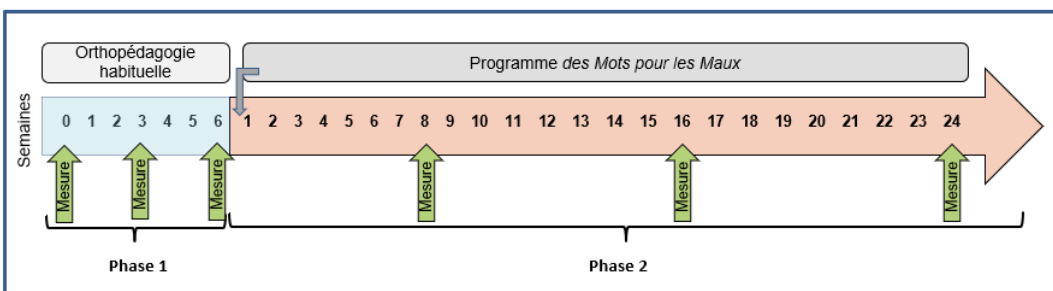 Orthopédagogie
habituelle
Programme des Mots pour les Maux
Semaines
0 1 2 3 4 5 6 1 2 3 4 5 6 7 8 9 10 11 12 13 14 15 16 17 18 19 20 21 22 23 24
Mesure Mesure Mesure Mesure Mesure Mesure
Phase 1 Phase 2